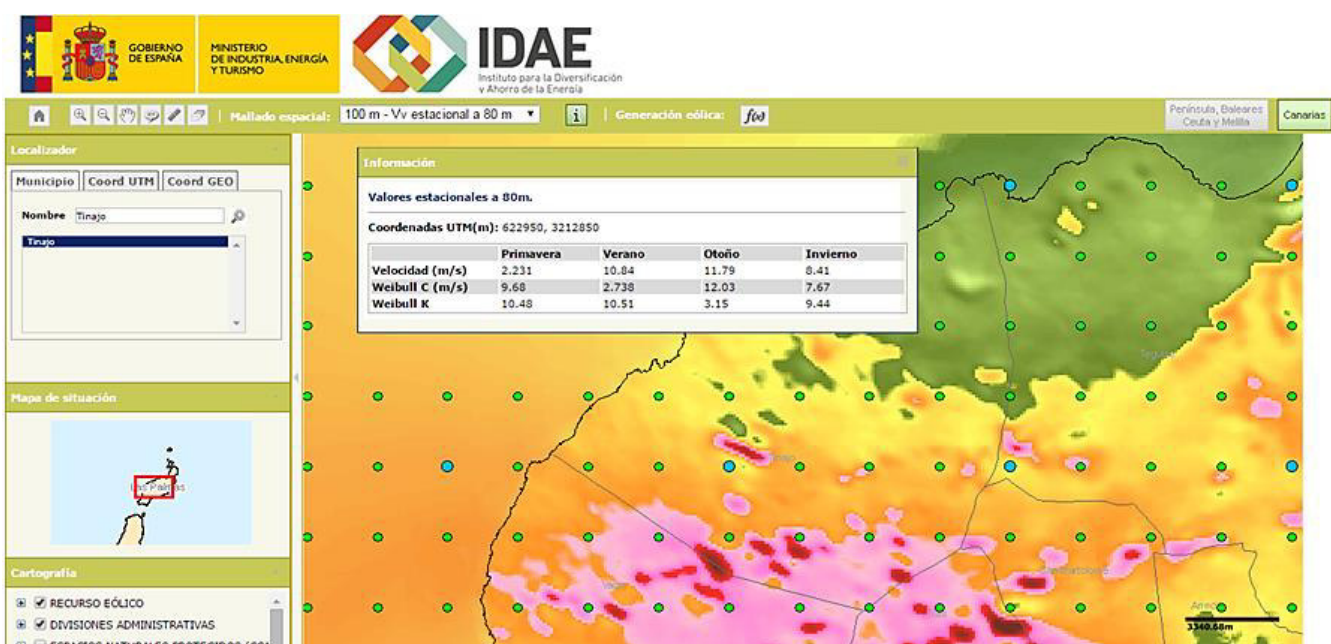 GOBIERNO
DE ESPAÑA
MINISTERIO
DE INDUSTRIA, ENERGÍA
Y TURISMO
IDAE
Instituto para la Diversificación
y Ahorro de la Energía
Mallado espacial:
100 m - Vv estacional a 80 m
i
Generación eólica:
f(x)
Península, Baleares
Ceuta y Melilla
Canarias
Localizador
Municipio
Coord UTM
Coord GEO
Nombre
Tinajo
Tinajo
Información
Valores estacionales a 80m.
Coordenadas UTM(m): 622950, 3212850
Primavera Verano Otoño Invierno
Velocidad (m/s) 2.231 10.84 11.79 8.41
Weibull C (m/s) 9.68 2.738 12.03 7.67
Weibull K 10.48 10.51 3.15 9.44
Mapa de situación
Las Palmas
Cartografía
RECURSO EÓLICO
DIVISIONES ADMINISTRATIVAS
3340.68m